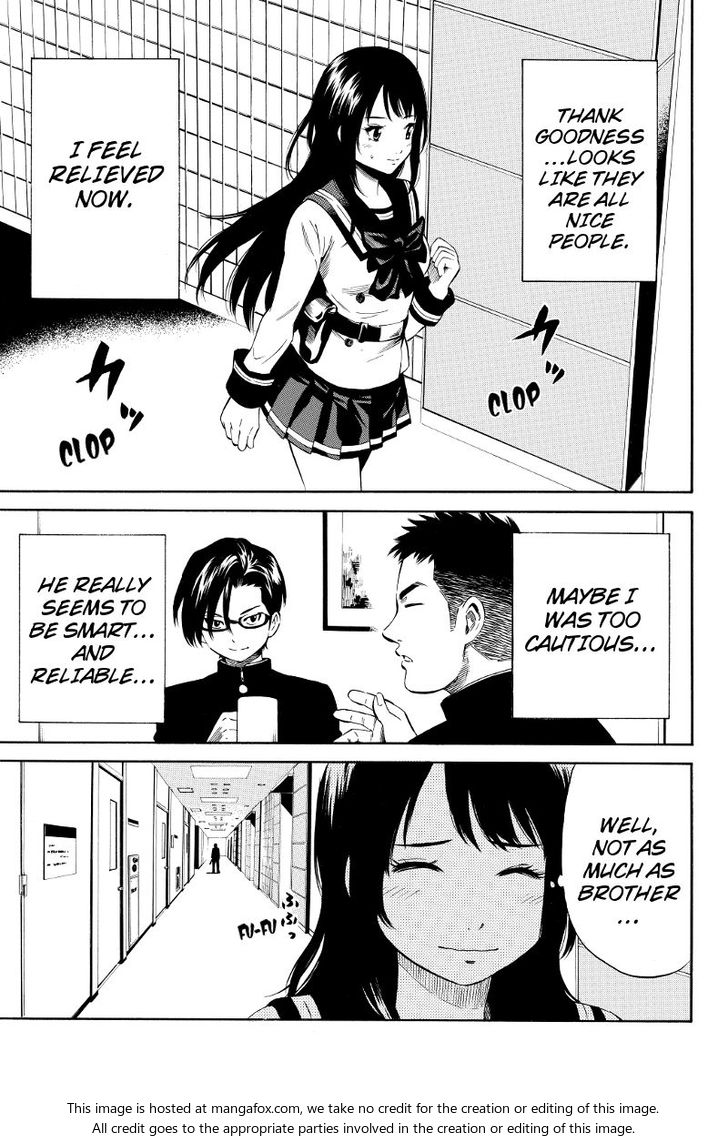 THANK
GOODNESS
...LOOKS
LIKE THEY
ARE ALL
NICE
PEOPLE.
I FEEL
RELIEVED
NOW.
カッ
CLOP
カッ
CLOP
MAYBE I
WAS TOO
CAUTIOUS...
HE REALLY
SEEMS TO
BE SMART...
AND
RELIABLE...
WELL,
NOT AS
MUCH AS
BROTHER
...
ふふっ
FU-FU
This image is hosted at mangafox.com, we take no credit for the creation or editing of this image.
All credit goes to the appropriate parties involved in the creation or editing of this image.